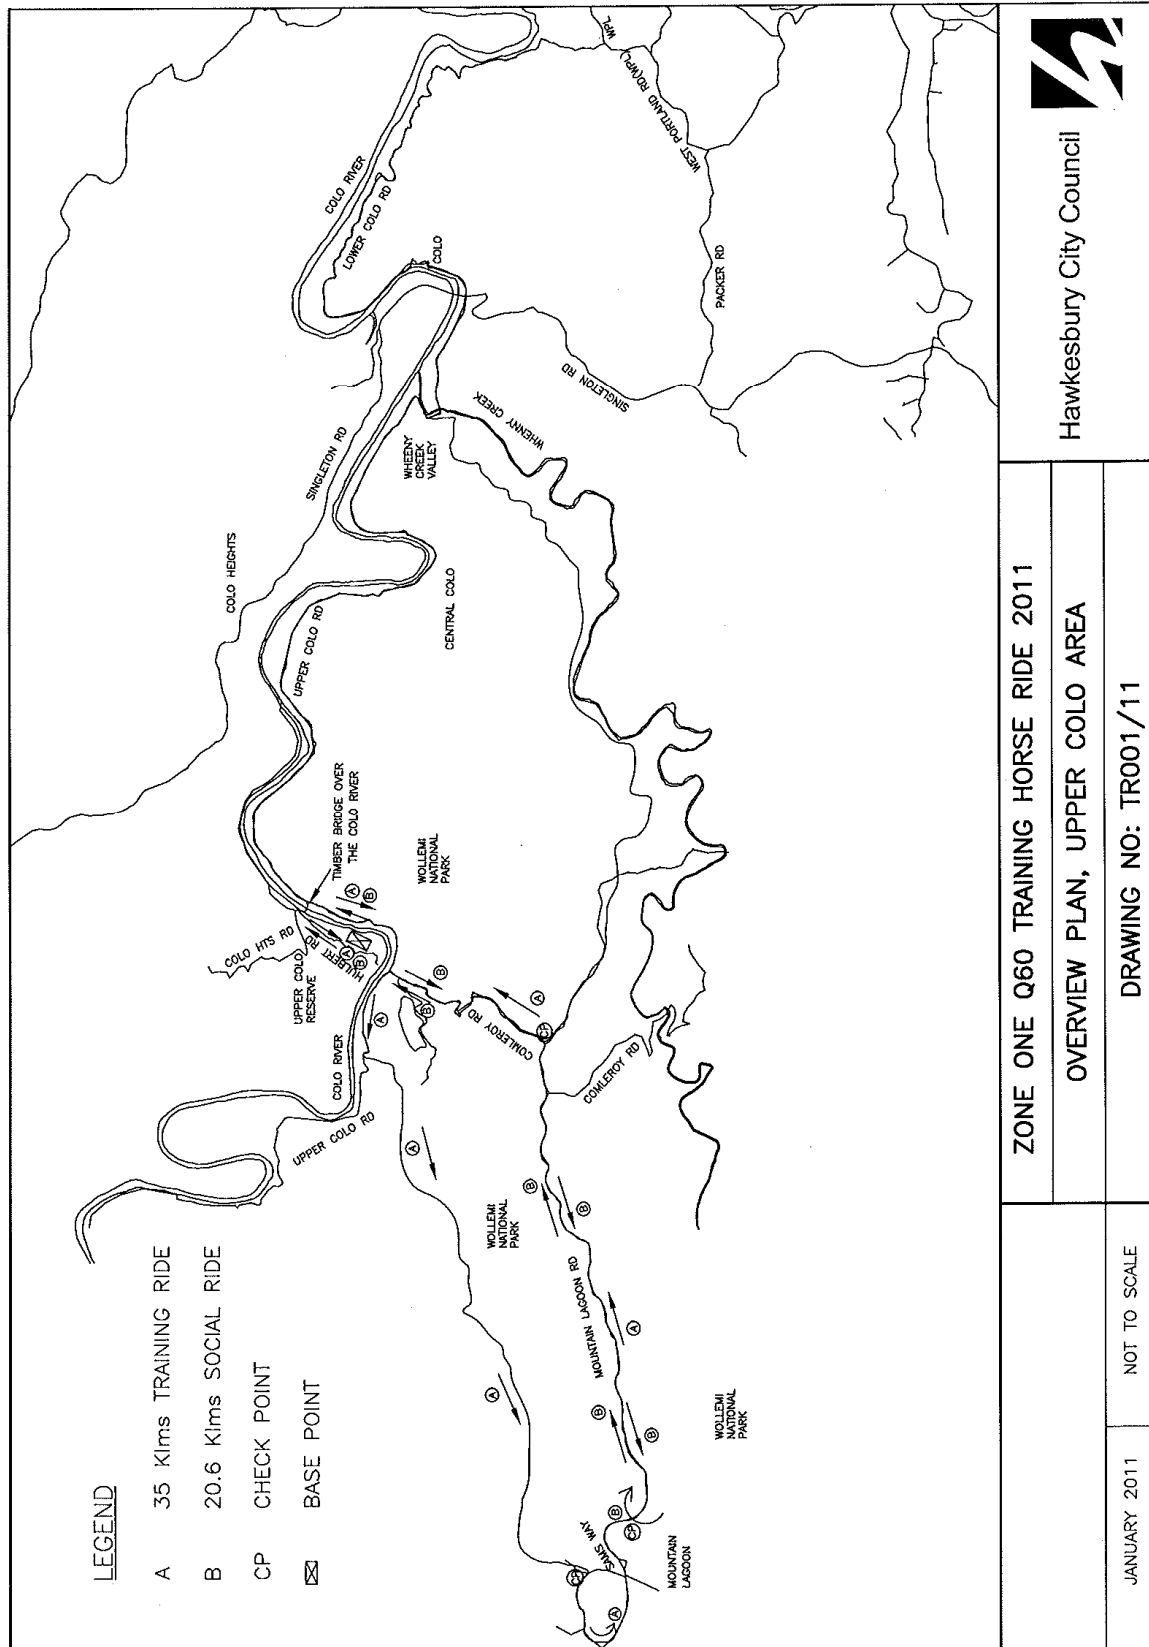 LEGEND
A 35 Klms TRAINING RIDE
B 20.6 Klms SOCIAL RIDE
CP CHECK POINT
BASE POINT
COLO RIVER
LOWER COLO RD
COLO
WPL
WEST PORTLAND RD(WPL)
PACKER RD
SINGLETON RD
WHENNY CREEK
WHEENY
CREEK
VALLEY
SINGLETON RD
COLO HEIGHTS
UPPER COLO RD
CENTRAL COLO
TIMBER BRIDGE OVER
THE COLO RIVER
WOLLEMI
NATIONAL
PARK
A
B
COLO HTS RD
HULBERT RD
A
B
UPPER COLO
RESERVE
COLO RIVER
A
B
B
COMLEROY RD
A
CP
COMLEROY RD
UPPER COLO RD
A
WOLLEMI
NATIONAL
PARK
B
B
MOUNTAIN LAGOON RD
A
A
B
B
WOLLEMI
NATIONAL
PARK
B
CP
SAMS WAY
CP
MOUNTAIN
LAGOON
A
ZONE ONE Q60 TRAINING HORSE RIDE 2011
OVERVIEW PLAN, UPPER COLO AREA
DRAWING NO: TR001/11
JANUARY 2011
NOT TO SCALE
Hawkesbury City Council